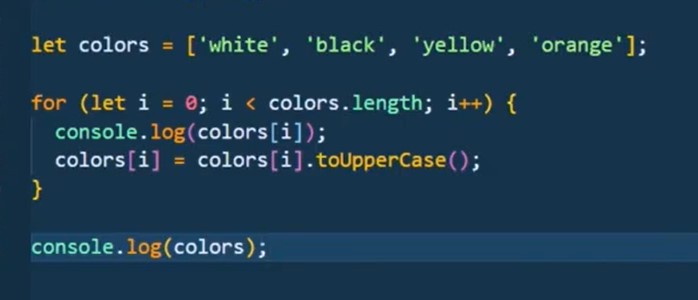 let colors = ['white', 'black', 'yellow', 'orange'];
for (let i = 0; i < colors.length; i++) {
console.log(colors[i]);
colors[i] = colors[i].toUpperCase();
}
console.log(colors);